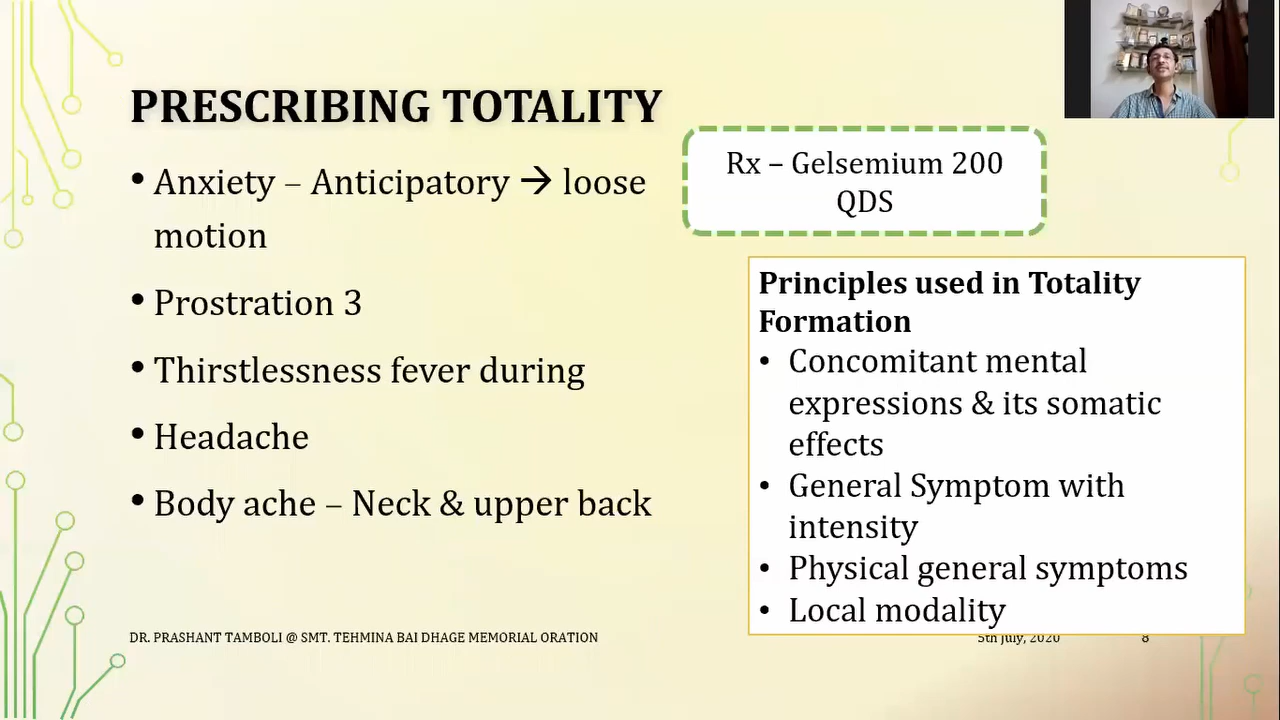 PRESCRIBING TOTALITY
• Anxiety – Anticipatory → loose
motion
• Prostration 3
• Thirstlessness fever during
• Headache
• Body ache – Neck & upper back
Rx – Gelsemium 200
QDS
Principles used in Totality
Formation
• Concomitant mental
expressions & its somatic
effects
• General Symptom with
intensity
• Physical general symptoms
• Local modality
DR. PRASHANT TAMBOLI @ SMT. TEHMINA BAI DHAGE MEMORIAL ORATION
5th July, 2020
8